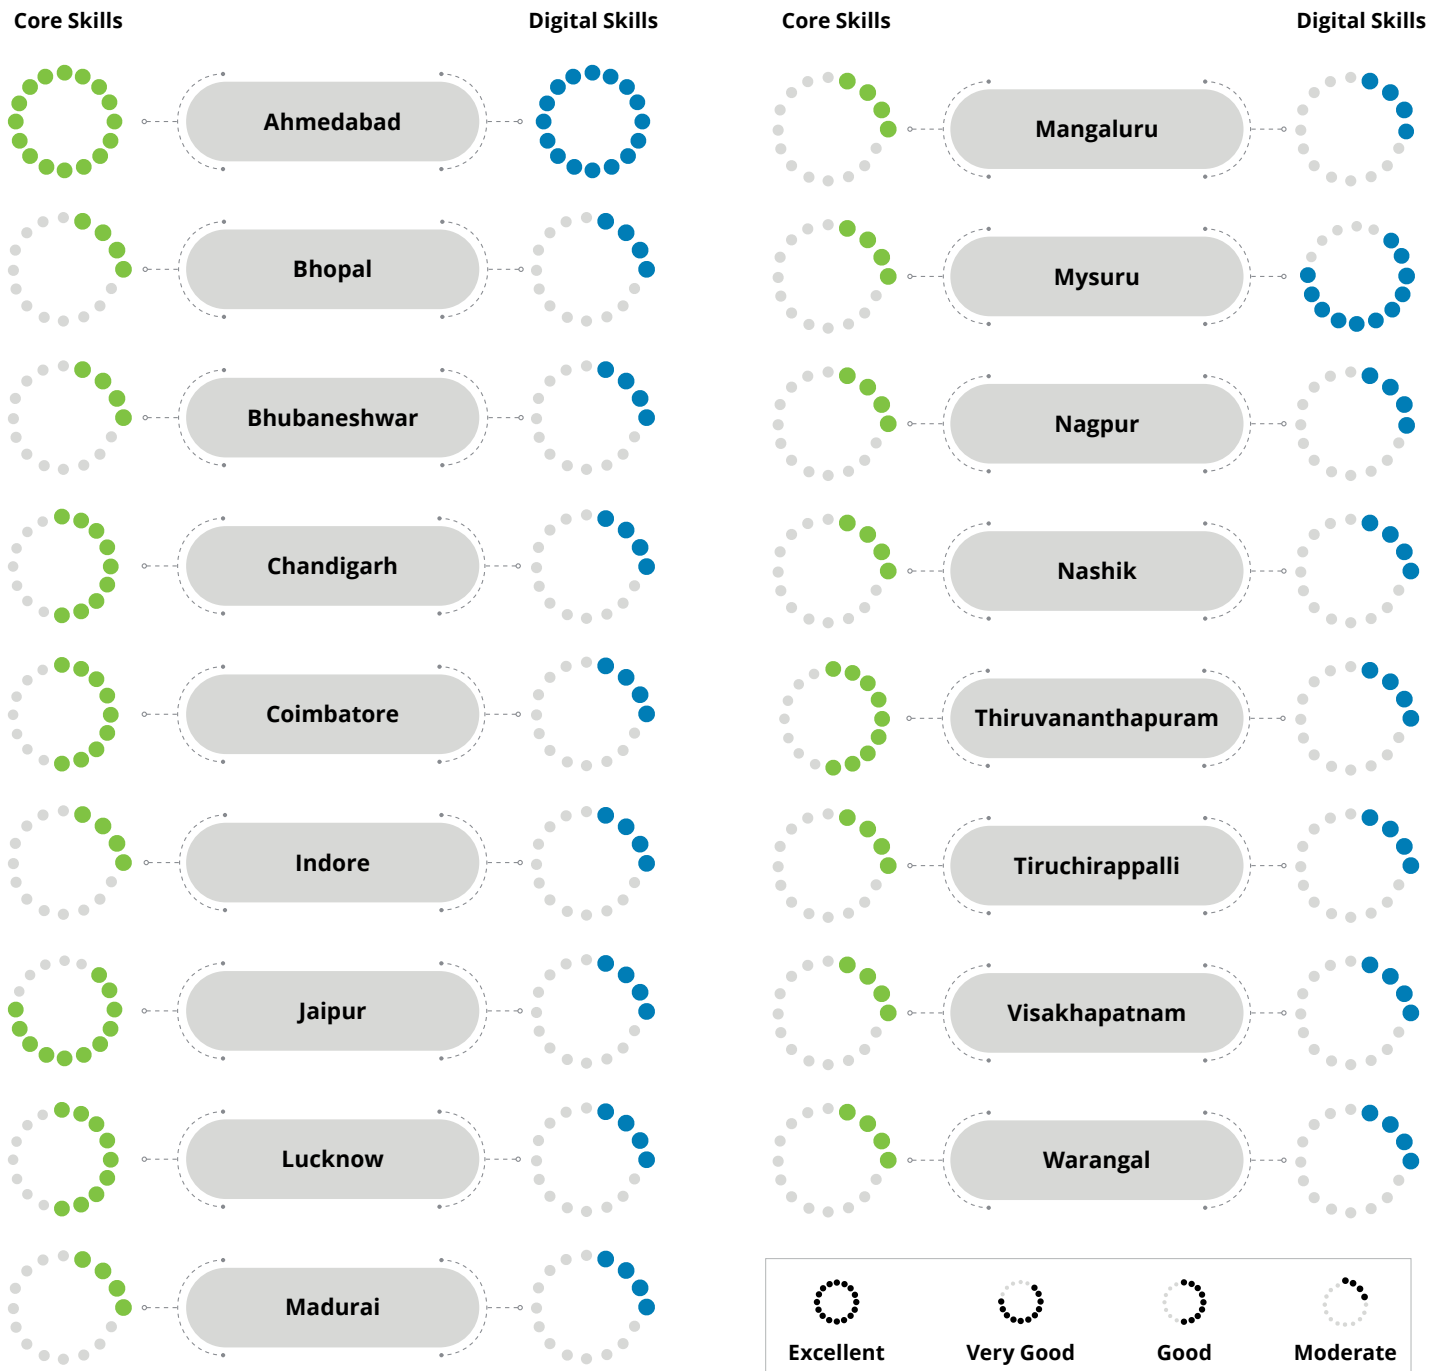 Core Skills
Digital Skills
Ahmedabad
Bhopal
Bhubaneshwar
Chandigarh
Coimbatore
Indore
Jaipur
Lucknow
Madurai
Core Skills
Digital Skills
Mangaluru
Mysuru
Nagpur
Nashik
Thiruvananthapuram
Tiruchirappalli
Visakhapatnam
Warangal
Excellent
Very Good
Good
Moderate